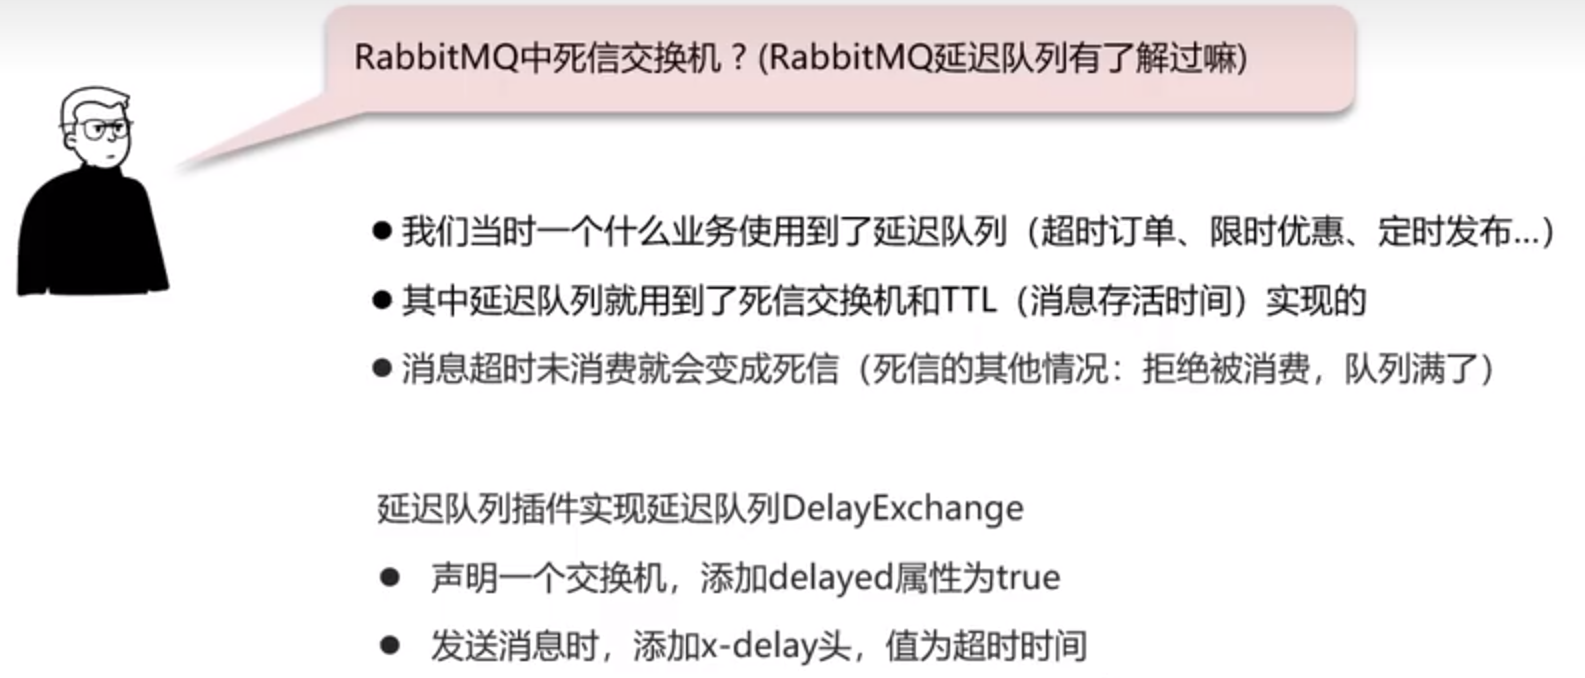 RabbitMQ中死信交换机？(RabbitMQ延迟队列有了解过嘛)
● 我们当时一个什么业务使用到了延迟队列（超时订单、限时优惠、定时发布...）
● 其中延迟队列就用到了死信交换机和TTL（消息存活时间）实现的
● 消息超时未消费就会变成死信（死信的其他情况：拒绝被消费，队列满了）
延迟队列插件实现延迟队列DelayExchange
● 声明一个交换机，添加delayed属性为true
● 发送消息时，添加x-delay头，值为超时时间